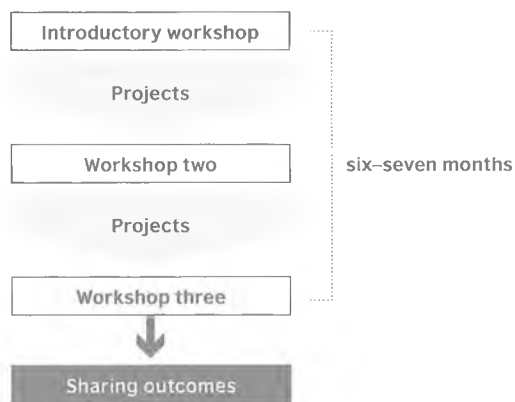 Introductory workshop
Projects
Workshop two
six–seven months
Projects
Workshop three
Sharing outcomes